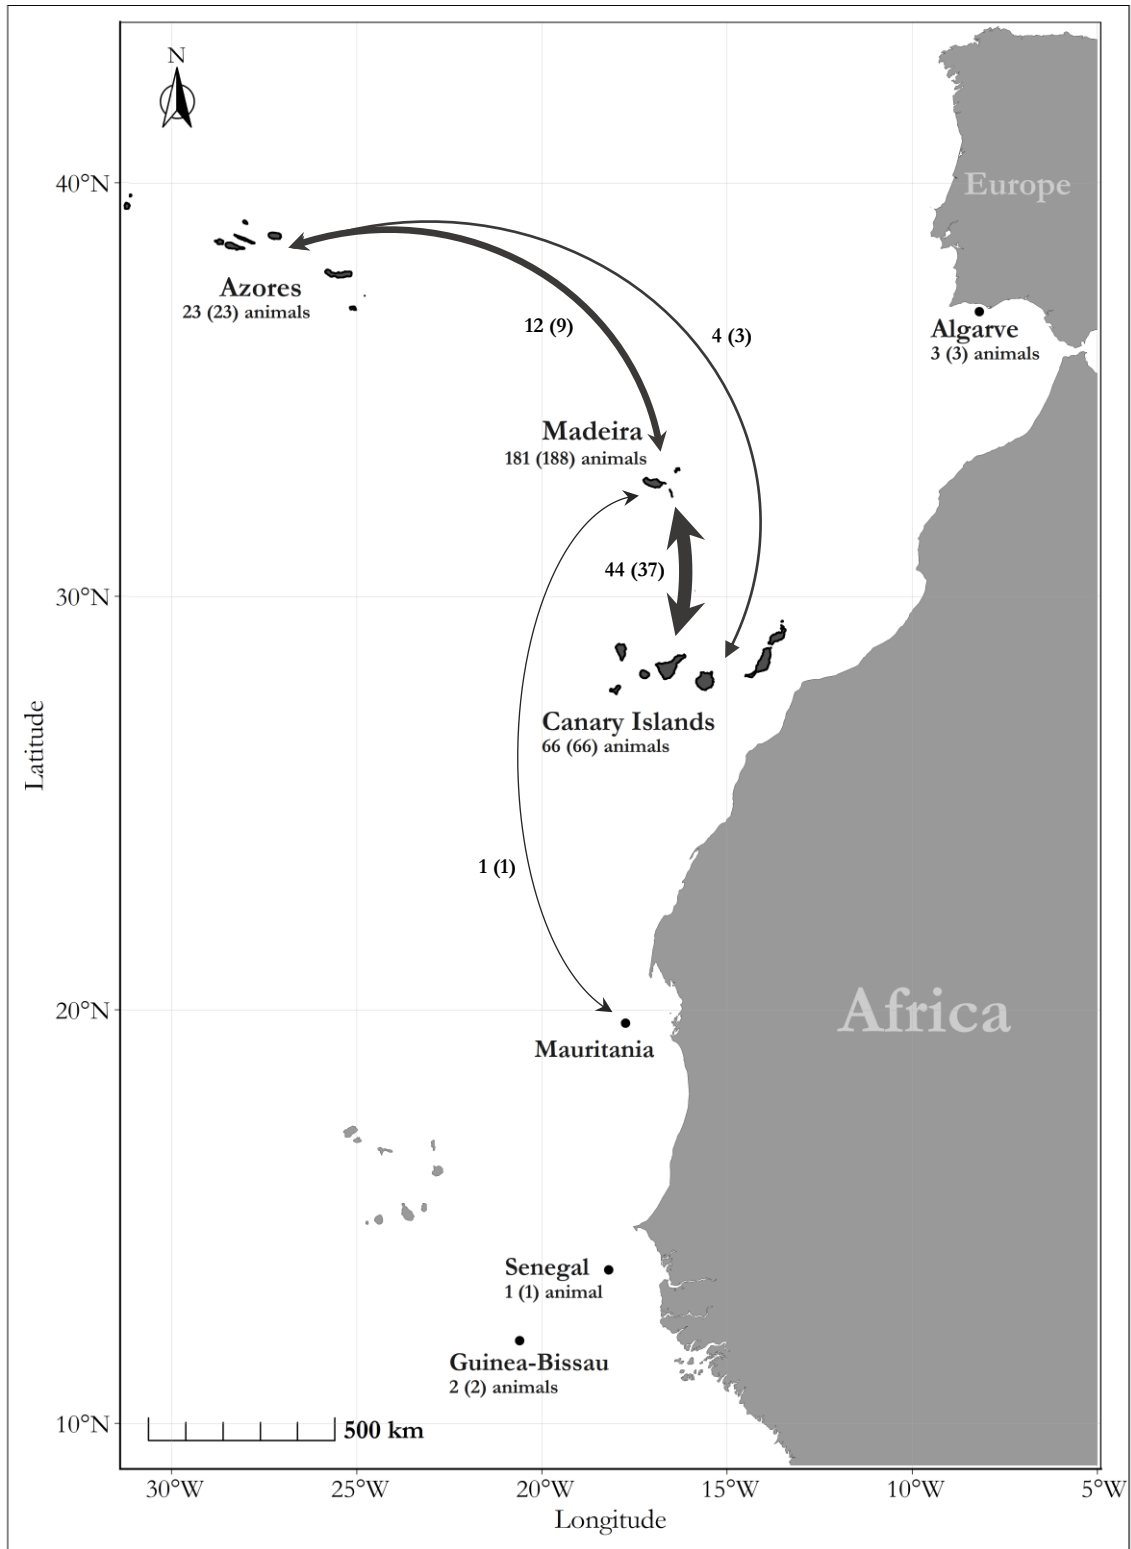 N
40°N
Europe
Azores
23 (23) animals
12 (9)
4 (3)
Algarve
3 (3) animals
Madeira
181 (188) animals
44 (37)
30°N
Canary Islands
66 (66) animals
Latitude
1 (1)
20°N
Africa
Mauritania
Senegal
1 (1) animal
Guinea-Bissau
2 (2) animals
10°N
500 km
30°W 25°W 20°W 15°W 10°W 5°W
Longitude